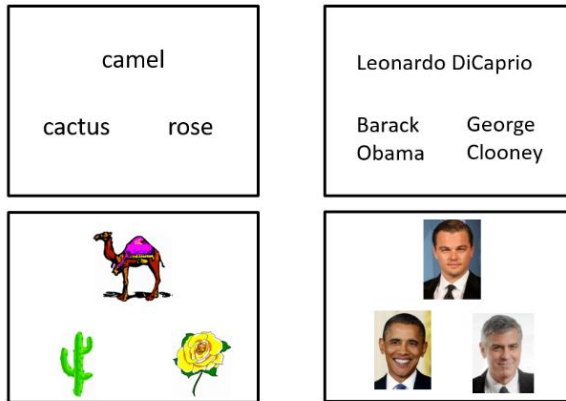 camel
cactus rose
Leonardo DiCaprio
Barack George
Obama Clooney